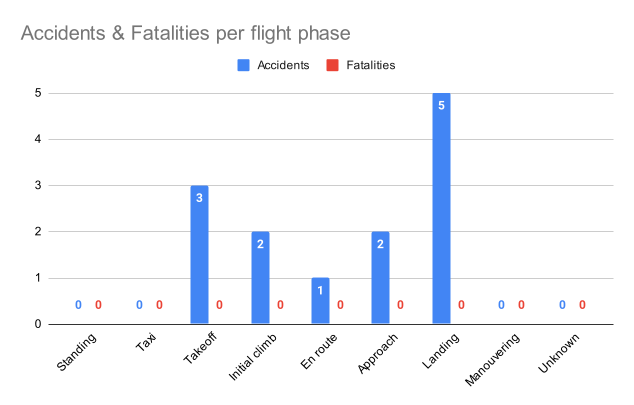 Accidents & Fatalities per flight phase
Accidents Fatalities
5
4
3
2
1
0
0 0 0 0 3 0 2 0 1 0 2 0 5 0 0 0 0 0
Standing Taxi Takeoff Initial climb En route Approach Landing Manouvering Unknown